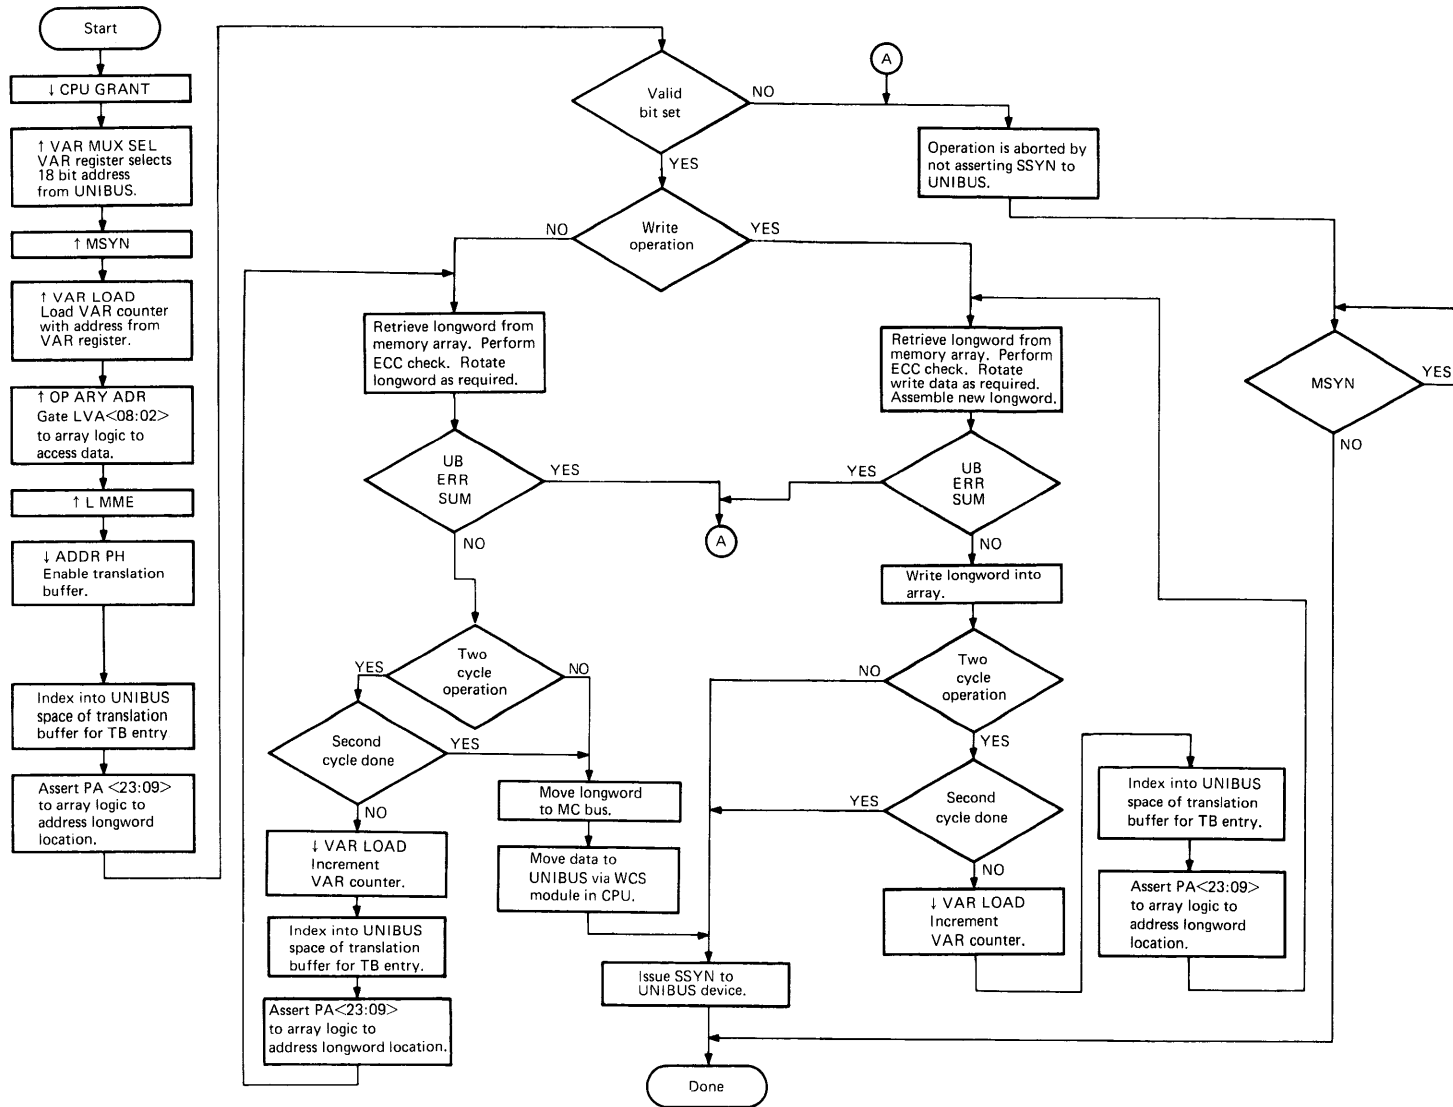 Start
↓ CPU GRANT
↑ VAR MUX SEL
VAR register selects
18 bit address
from UNIBUS.
↑ MSYN
↑ VAR LOAD
Load VAR counter
with address from
VAR register.
↑ OP ARY ADR
Gate LVA<08:02>
to array logic to
access data.
↑ L MME
↓ ADDR PH
Enable translation
buffer.
Index into UNIBUS
space of translation
buffer for TB entry
Assert PA <23:09>
to array logic to
address longword
location.
Valid
bit set
NO
YES
A
Operation is aborted by
not asserting SSYN to
UNIBUS.
Write
operation
NO
YES
Retrieve longword from
memory array. Perform
ECC check. Rotate
longword as required.
UB
ERR
SUM
YES
NO
A
Two
cycle
operation
YES
NO
Second
cycle done
YES
NO
↓ VAR LOAD
Increment
VAR counter.
Index into UNIBUS
space of translation
buffer for TB entry.
Assert PA<23:09>
to array logic to
address longword location.
Move longword
to MC bus.
Move data to
UNIBUS via WCS
module in CPU.
Retrieve longword from
memory array. Perform
ECC check. Rotate
write data as required.
Assemble new longword.
UB
ERR
SUM
YES
NO
Write longword into
array.
Two
cycle
operation
NO
YES
Second
cycle done
YES
NO
↓ VAR LOAD
Increment
VAR counter.
Index into UNIBUS
space of translation
buffer for TB entry.
Assert PA<23:09>
to array logic to
address longword
location.
MSYN
YES
NO
Issue SSYN to
UNIBUS device.
Done